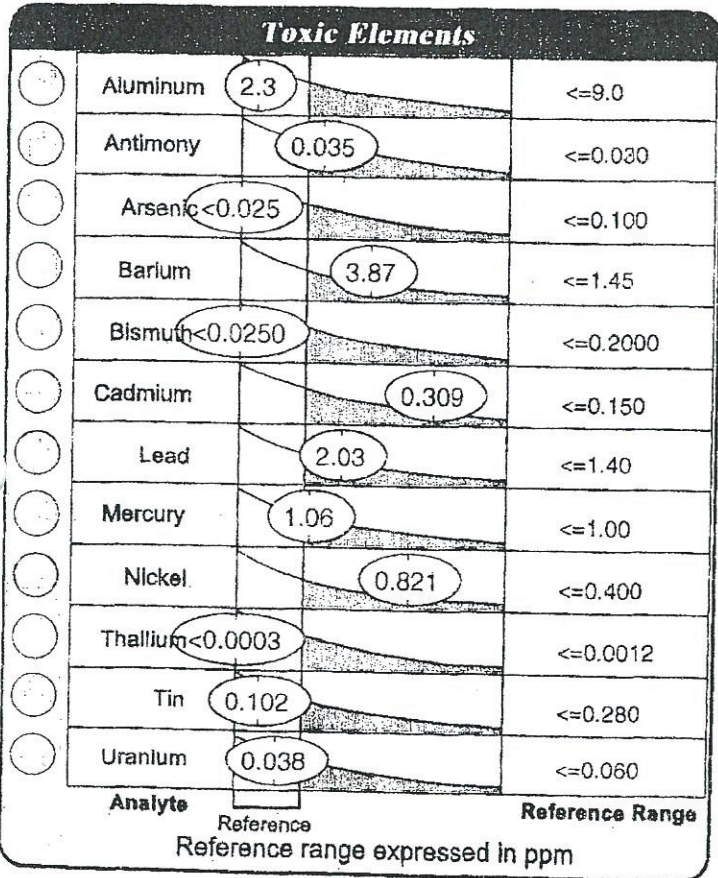 Toxic Elements
Aluminum 2.3 <=9.0
Antimony 0.035 <=0.030
Arsenic <0.025 <=0.100
Barium 3.87 <=1.45
Bismuth <0.0250 <=0.2000
Cadmium 0.309 <=0.150
Lead 2.03 <=1.40
Mercury 1.06 <=1.00
Nickel 0.821 <=0.400
Thallium <0.0003 <=0.0012
Tin 0.102 <=0.280
Uranium 0.038 <=0.060
Analyte Reference Reference Range
Reference range expressed in ppm